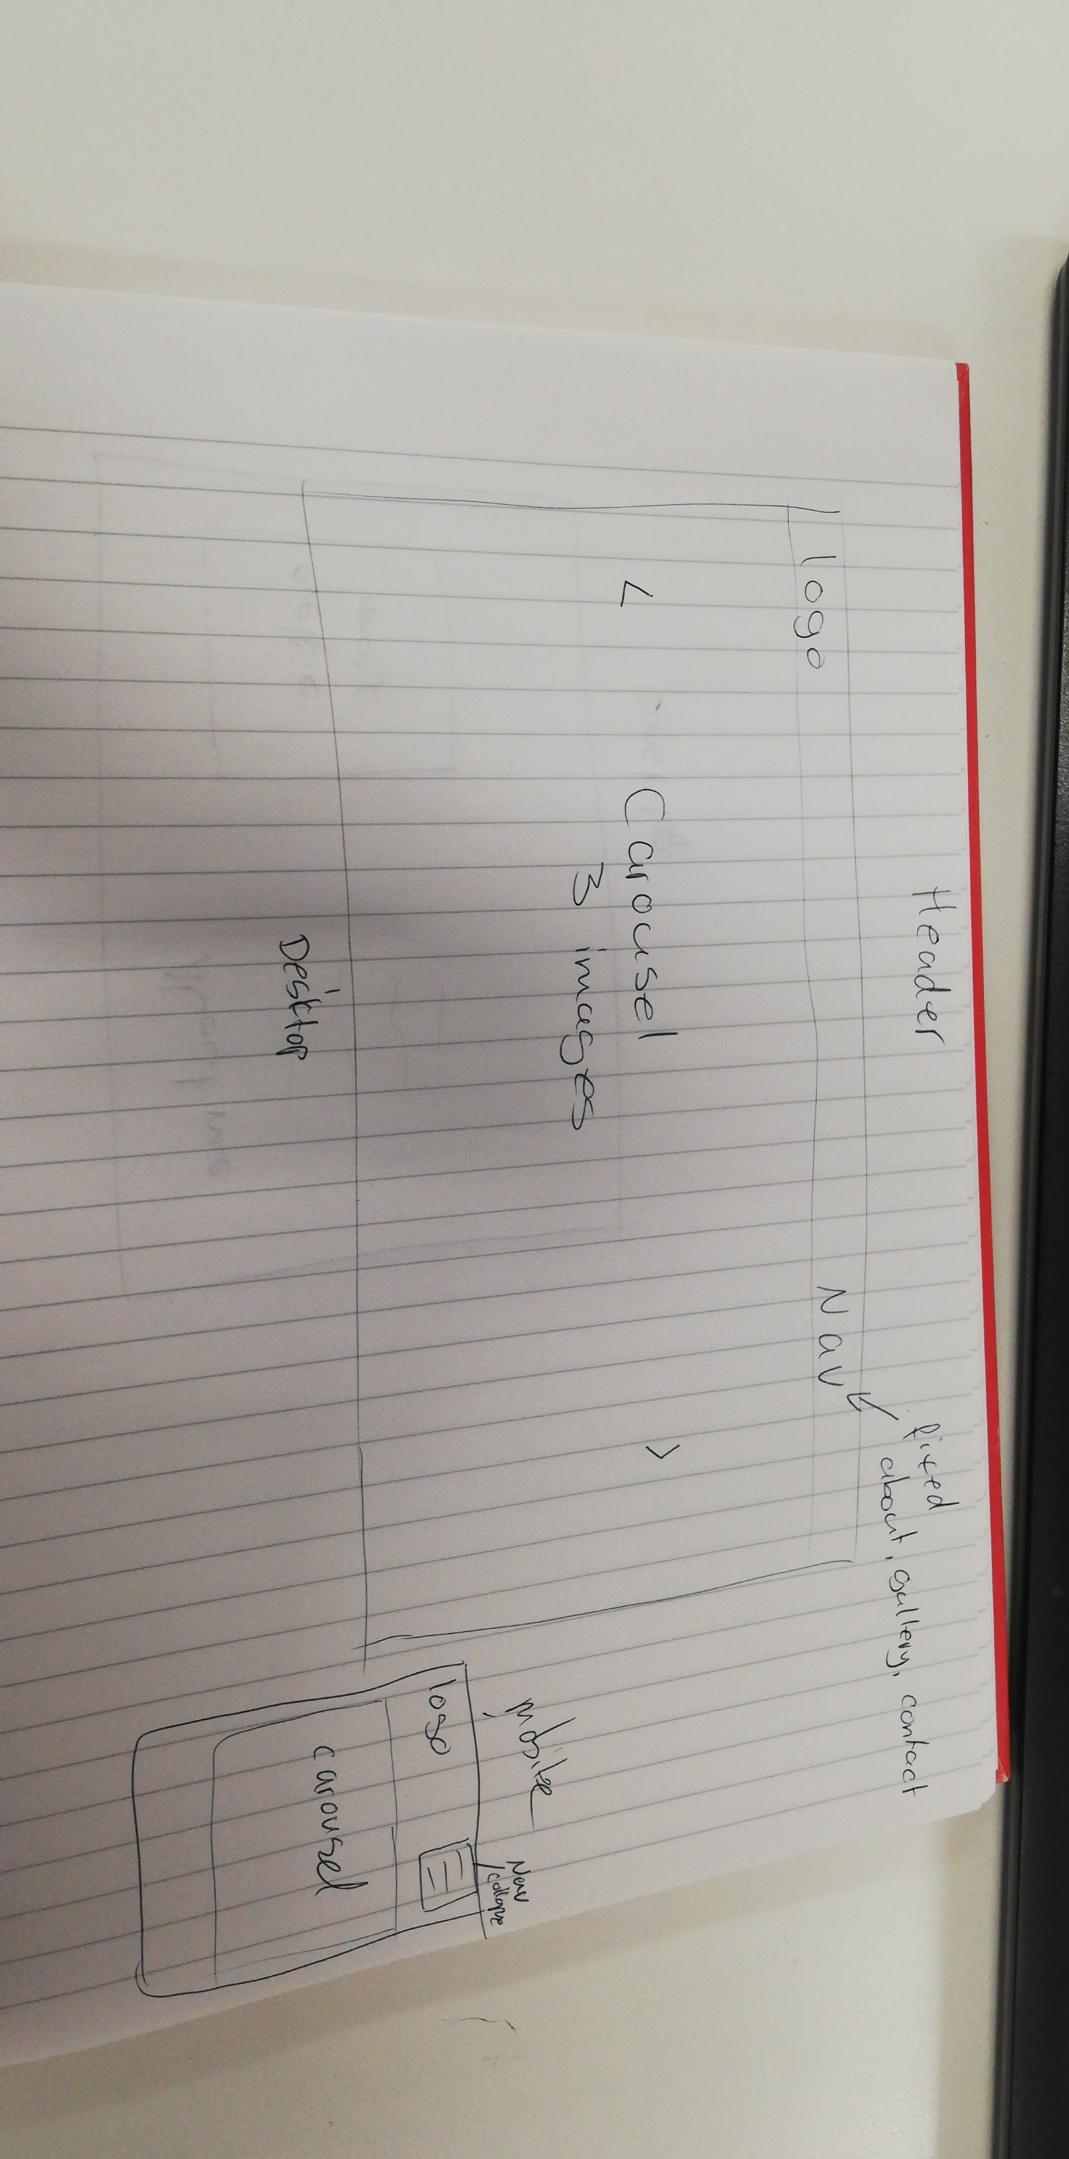 Header
fixed
about, gallery, contact
logo
Nav
<
Carousel
>
3 images
Desktop
mobile
Nav
collapse
logo
carousel